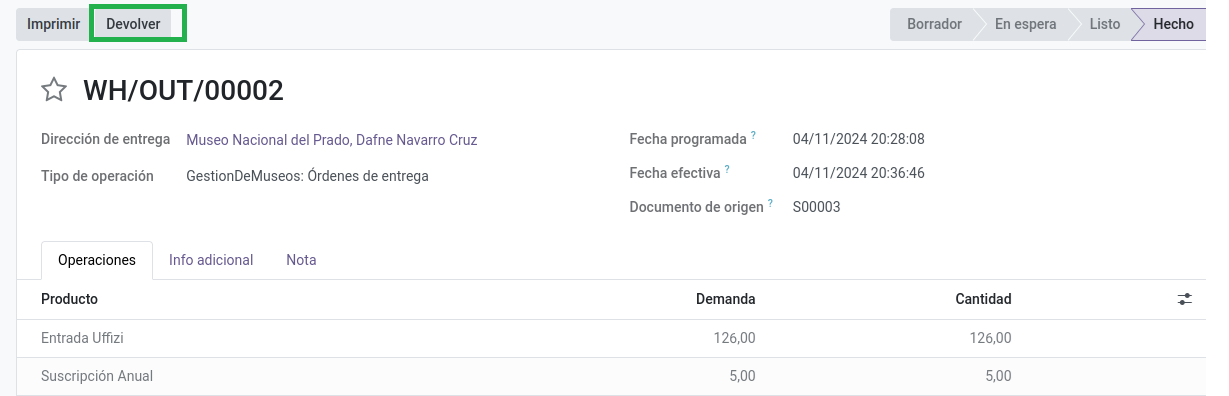 Imprimir Devolver Borrador En espera Listo Hecho
WH/OUT/00002
Dirección de entrega Museo Nacional del Prado, Dafne Navarro Cruz Fecha programada ? 04/11/2024 20:28:08
Tipo de operación GestionDeMuseos: Órdenes de entrega Fecha efectiva ? 04/11/2024 20:36:46
Documento de origen ? S00003
Operaciones Info adicional Nota
Producto Demanda Cantidad
Entrada Uffizi 126,00 126,00
Suscripción Anual 5,00 5,00